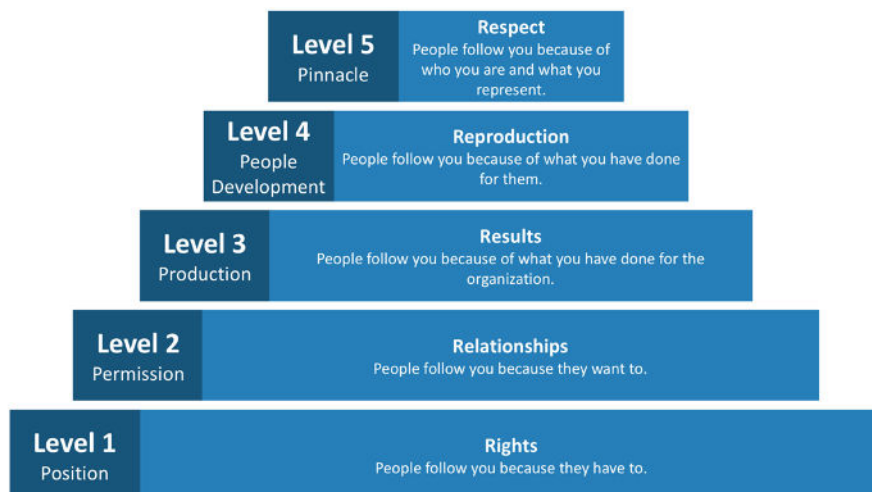 Level 5
Pinnacle
Respect
People follow you because of
who you are and what you
represent.
Level 4
People
Development
Reproduction
People follow you because of what you have done
for them.
Level 3
Production
Results
People follow you because of what you have done for the
organization.
Level 2
Permission
Relationships
People follow you because they want to.
Level 1
Position
Rights
People follow you because they have to.